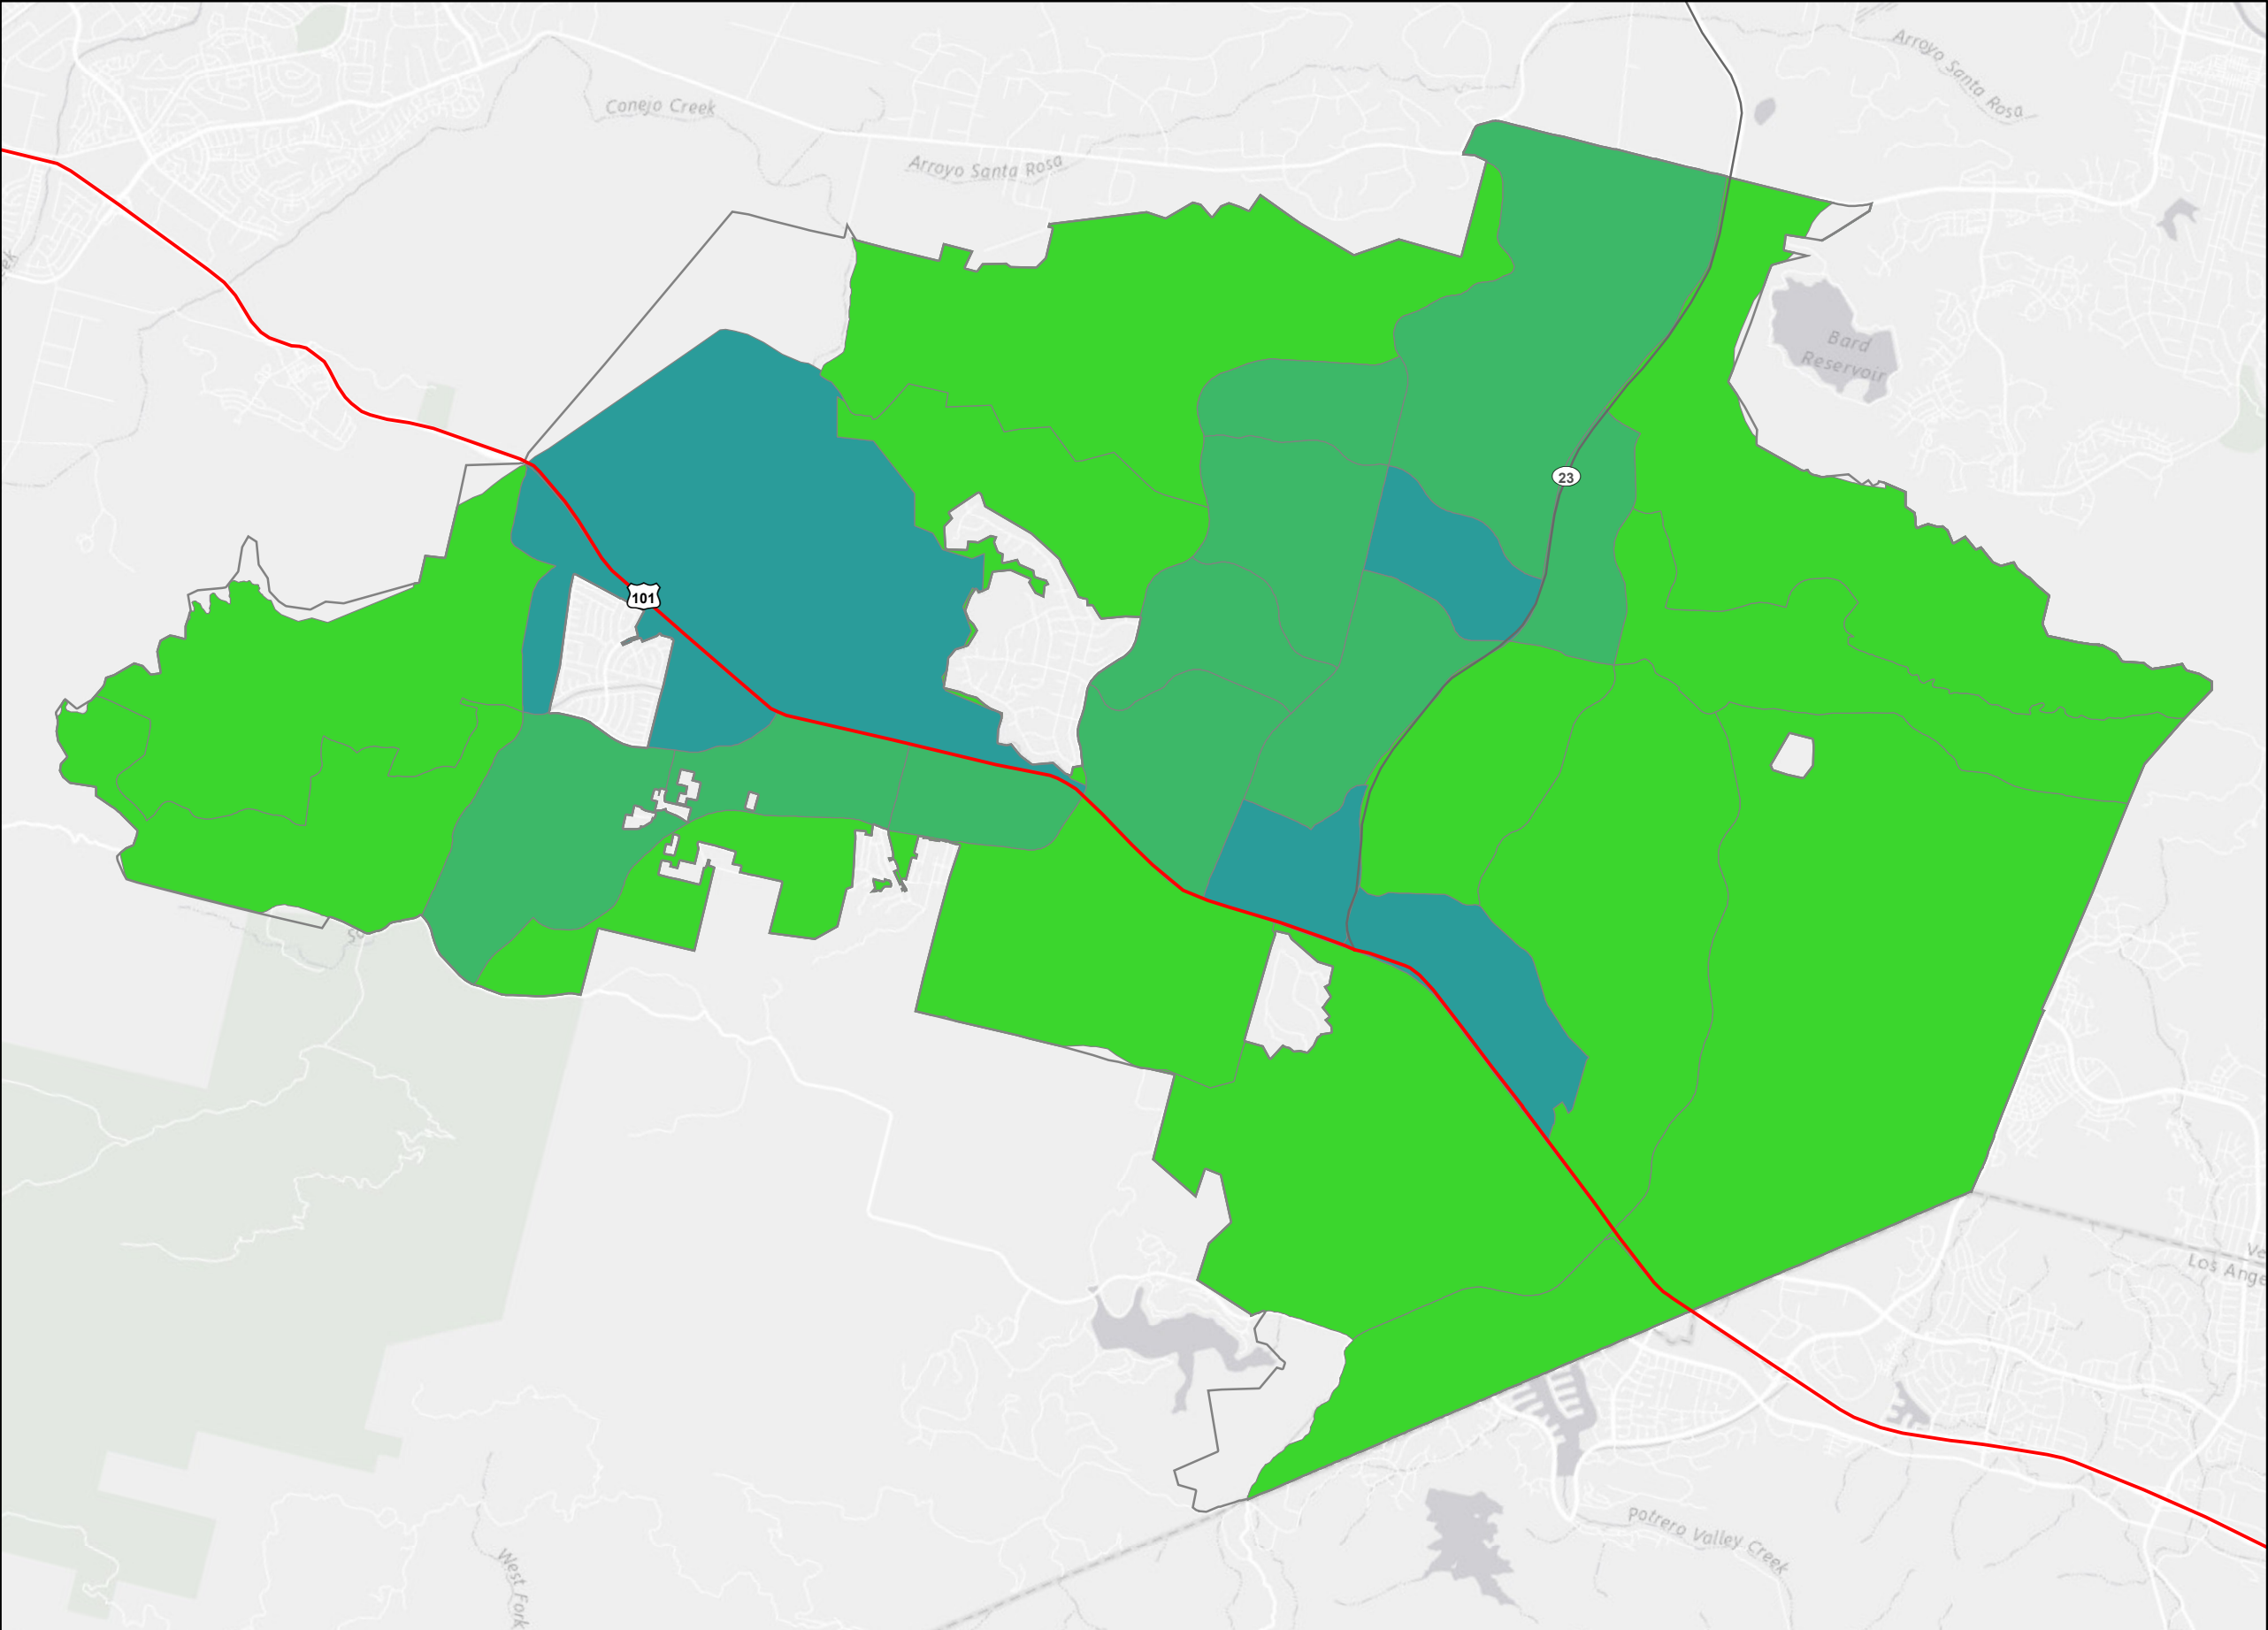 Arroyo Santa Rosa
Conejo Creek
Arroyo Santa Rosa
Bard
Reservoir
23
101
Los Ange
Potrero Valley Creek
West Fork